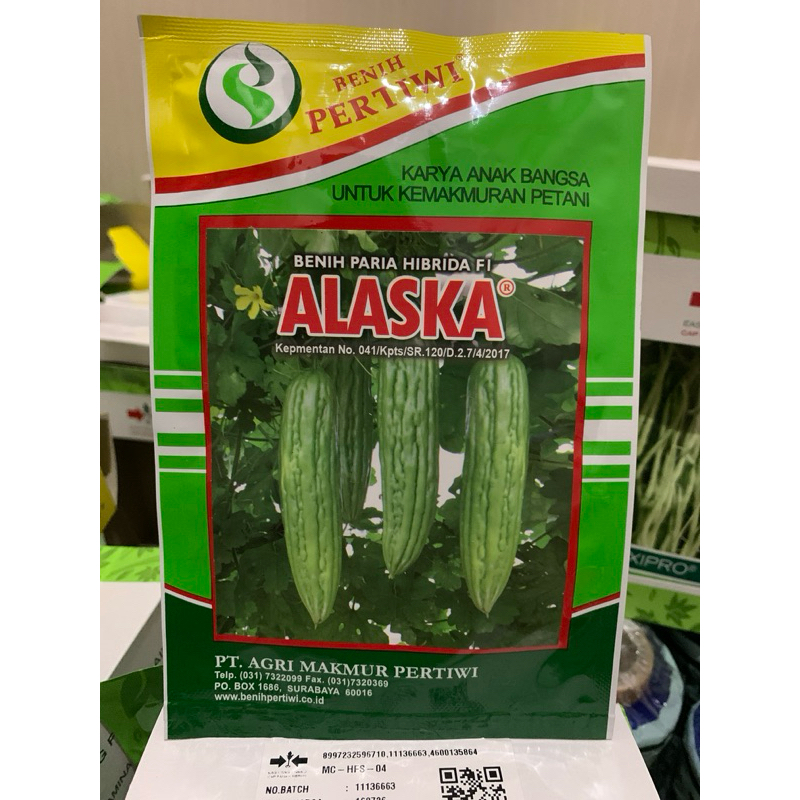 BENIH
PERTIWI®
KARYA ANAK BANGSA
UNTUK KEMAKMURAN PETANI
BENIH PARIA HIBRIDA F1
ALASKA®
Kepmentan No. 041/Kpts/SR.120/D.2.7/4/2017
PT. AGRI MAKMUR PERTIWI
Telp. (031) 7322099 Fax. (031)7320369
PO. BOX 1686, SURABAYA 60016
www.benihpertiwi.co.id
8997232596710,11136663,4600135864
MC-HFS-04
NO.BATCH : 11136663
XIPRO®